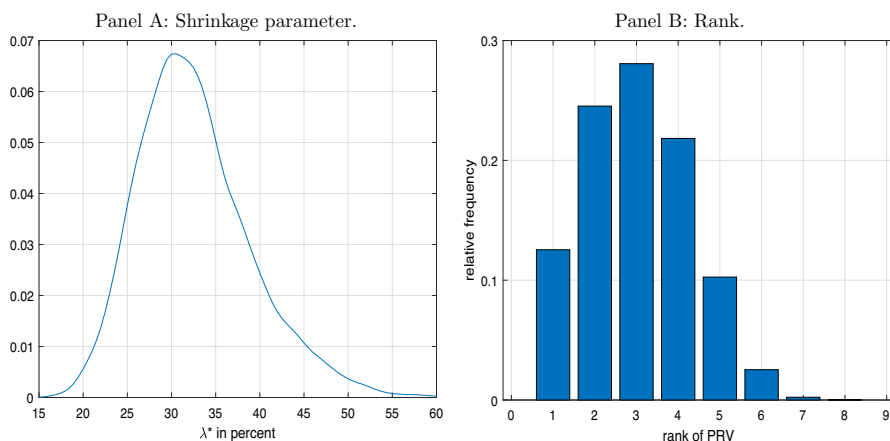 Panel A: Shrinkage parameter.
0.07
0.06
0.05
0.04
0.03
0.02
0.01
0
15 20 25 30 35 40 45 50 55 60
λ* in percent
Panel B: Rank.
0.3
0.2
0.1
0
relative frequency
0 1 2 3 4 5 6 7 8 9
rank of PRV